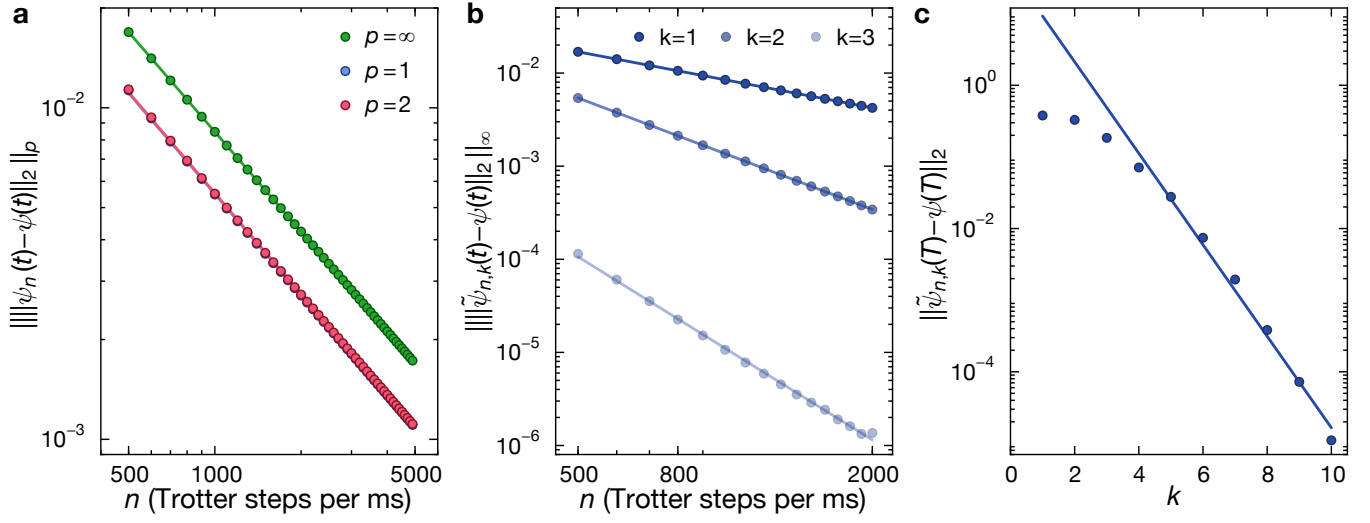 a
||||ψₙ(t)−ψ(t)||₂||ₚ
10⁻²
10⁻³
p=∞
p=1
p=2
500
1000
5000
n (Trotter steps per ms)
b
||||ψ̃ₙ,ₖ(t)−ψ(t)||₂||∞
10⁻²
10⁻³
10⁻⁴
10⁻⁵
10⁻⁶
k=1
k=2
k=3
500
800
2000
n (Trotter steps per ms)
c
||ψ̃ₙ,ₖ(T)−ψ(T)||₂
10⁰
10⁻²
10⁻⁴
0
2
4
6
8
10
k